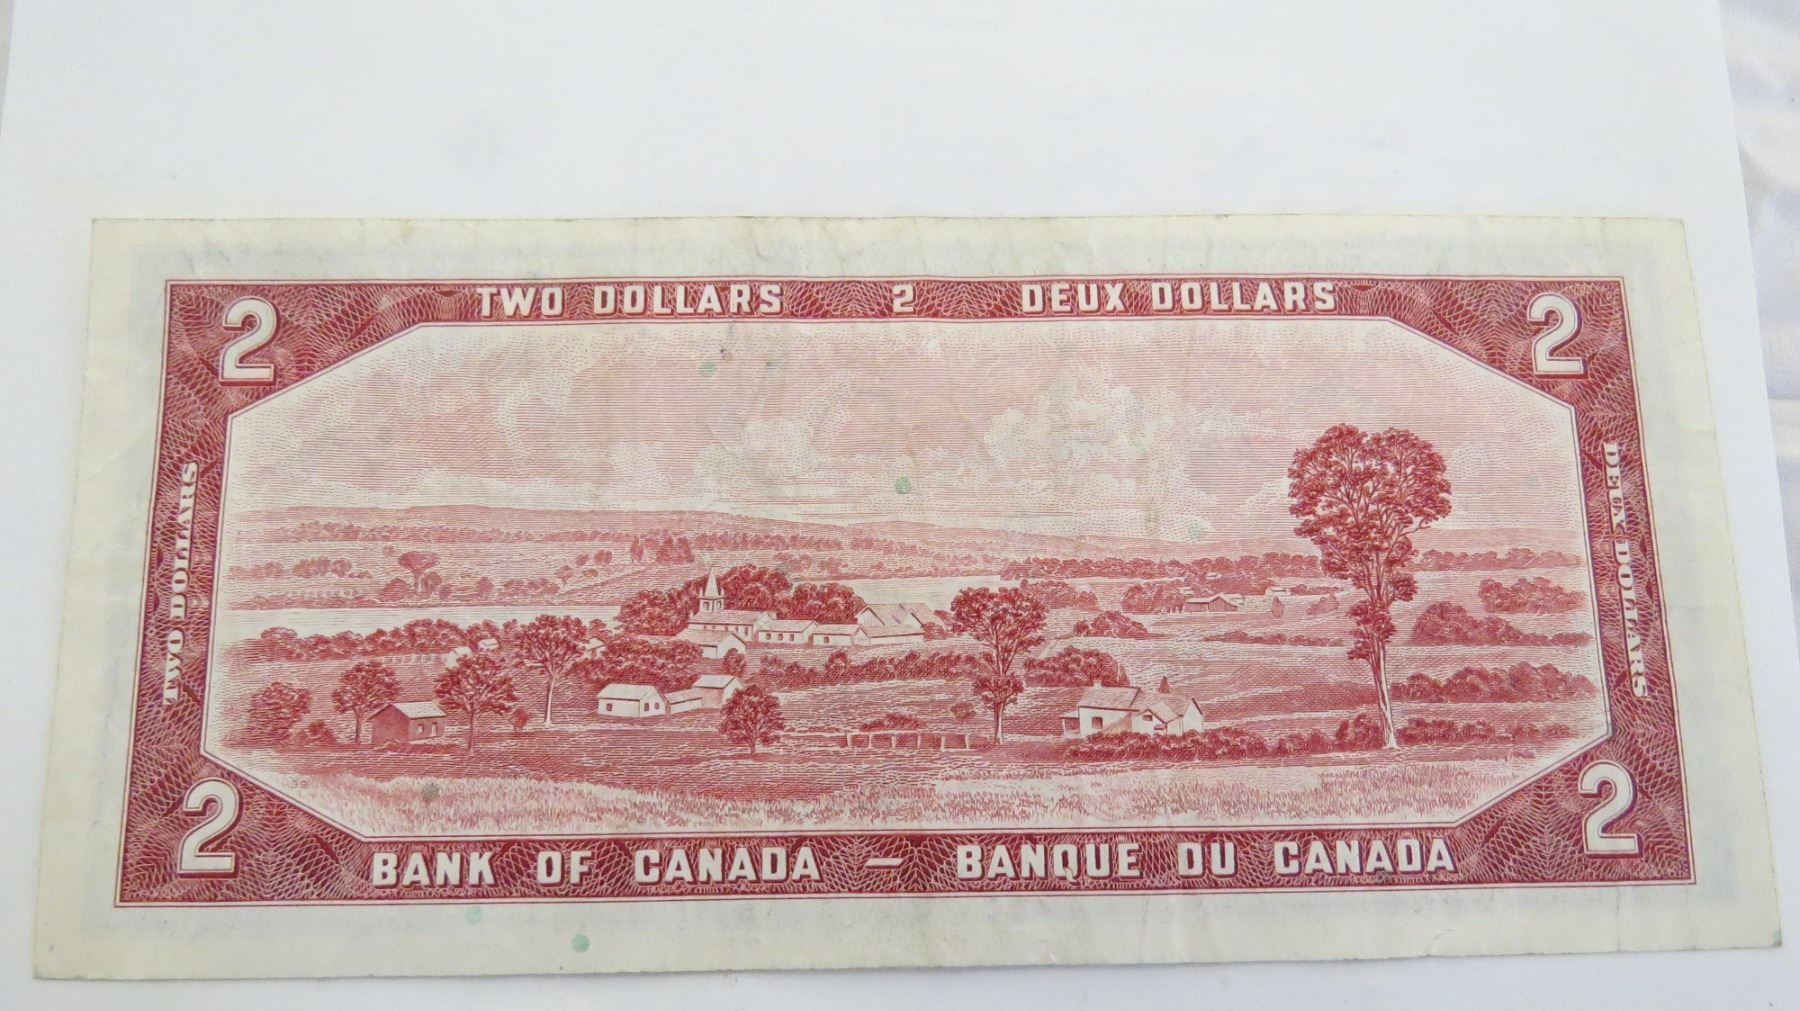 TWO DOLLARS 2 DEUX DOLLARS
2 2
TWO DOLLARS
DEUX DOLLARS
2 2
BANK OF CANADA – BANQUE DU CANADA